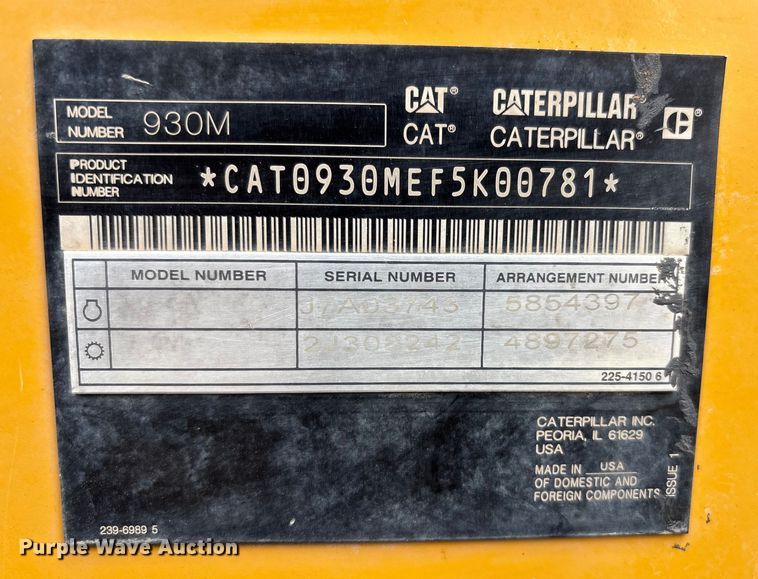 MODEL NUMBER 930M
CAT® CATERPILLAR®
CAT® CATERPILLAR®
PRODUCT IDENTIFICATION NUMBER *CAT0930MEF5K00781*
MODEL NUMBER SERIAL NUMBER ARRANGEMENT NUMBER
5854397
4897275
225-4150 6
CATERPILLAR INC.
PEORIA, IL 61629
USA
MADE IN USA
OF DOMESTIC AND
FOREIGN COMPONENTS
ISSUE 1
239-6989 5
Purple Wave Auction